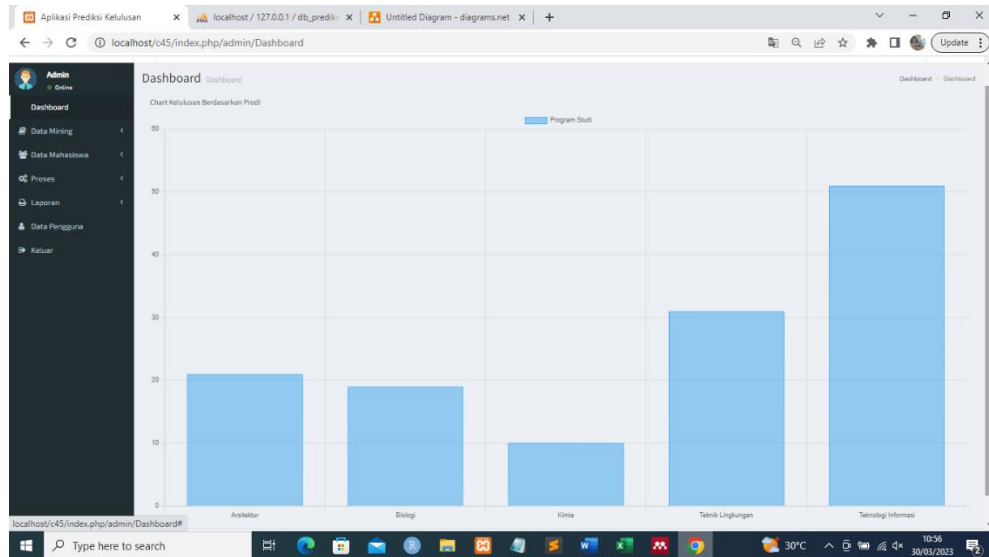 Aplikasi Prediksi Kelulusan
localhost / 127.0.0.1 / db_predik
Untitled Diagram - diagrams.net
localhost/c45/index.php/admin/Dashboard
Update
Admin
Online
Dashboard
Data Mining
Data Mahasiswa
Proses
Laporan
Data Pengguna
Keluar
Dashboard Dashboard
Dashboard > Dashboard
Chart Kelulusan Berdasarkan Prodi
Program Studi
60
50
40
30
20
10
0
Arsitektur Biologi Kimia Teknik Lingkungan Teknologi Informasi
localhost/c45/index.php/admin/Dashboard#
Type here to search
30°C
10:56
30/03/2023
2